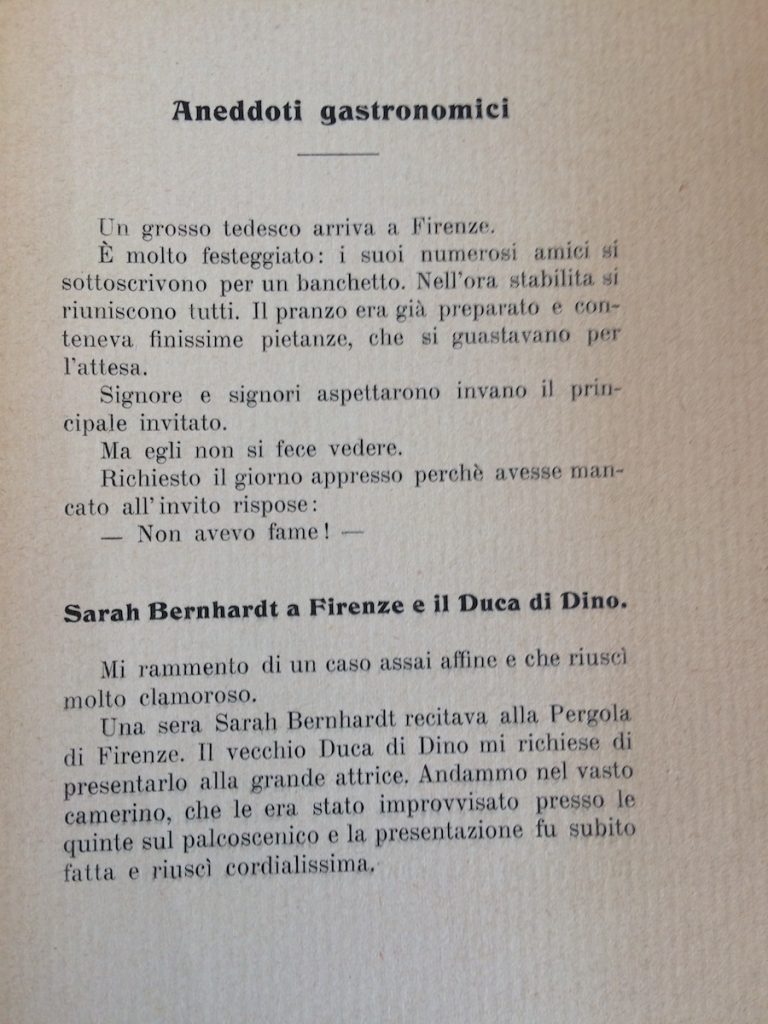 Aneddoti gastronomici
Un grosso tedesco arriva a Firenze.
È molto festeggiato: i suoi numerosi amici si
sottoscrivono per un banchetto. Nell'ora stabilita si
riuniscono tutti. Il pranzo era già preparato e con-
teneva finissime pietanze, che si guastavano per
l'attesa.
Signore e signori aspettarono invano il prin-
cipale invitato.
Ma egli non si fece vedere.
Richiesto il giorno appresso perchè avesse man-
cato all'invito rispose:
— Non avevo fame! —
Sarah Bernhardt a Firenze e il Duca di Dino.
Mi rammento di un caso assai affine e che riuscì
molto clamoroso.
Una sera Sarah Bernhardt recitava alla Pergola
di Firenze. Il vecchio Duca di Dino mi richiese di
presentarlo alla grande attrice. Andammo nel vasto
camerino, che le era stato improvvisato presso le
quinte sul palcoscenico e la presentazione fu subito
fatta e riuscì cordialissima.